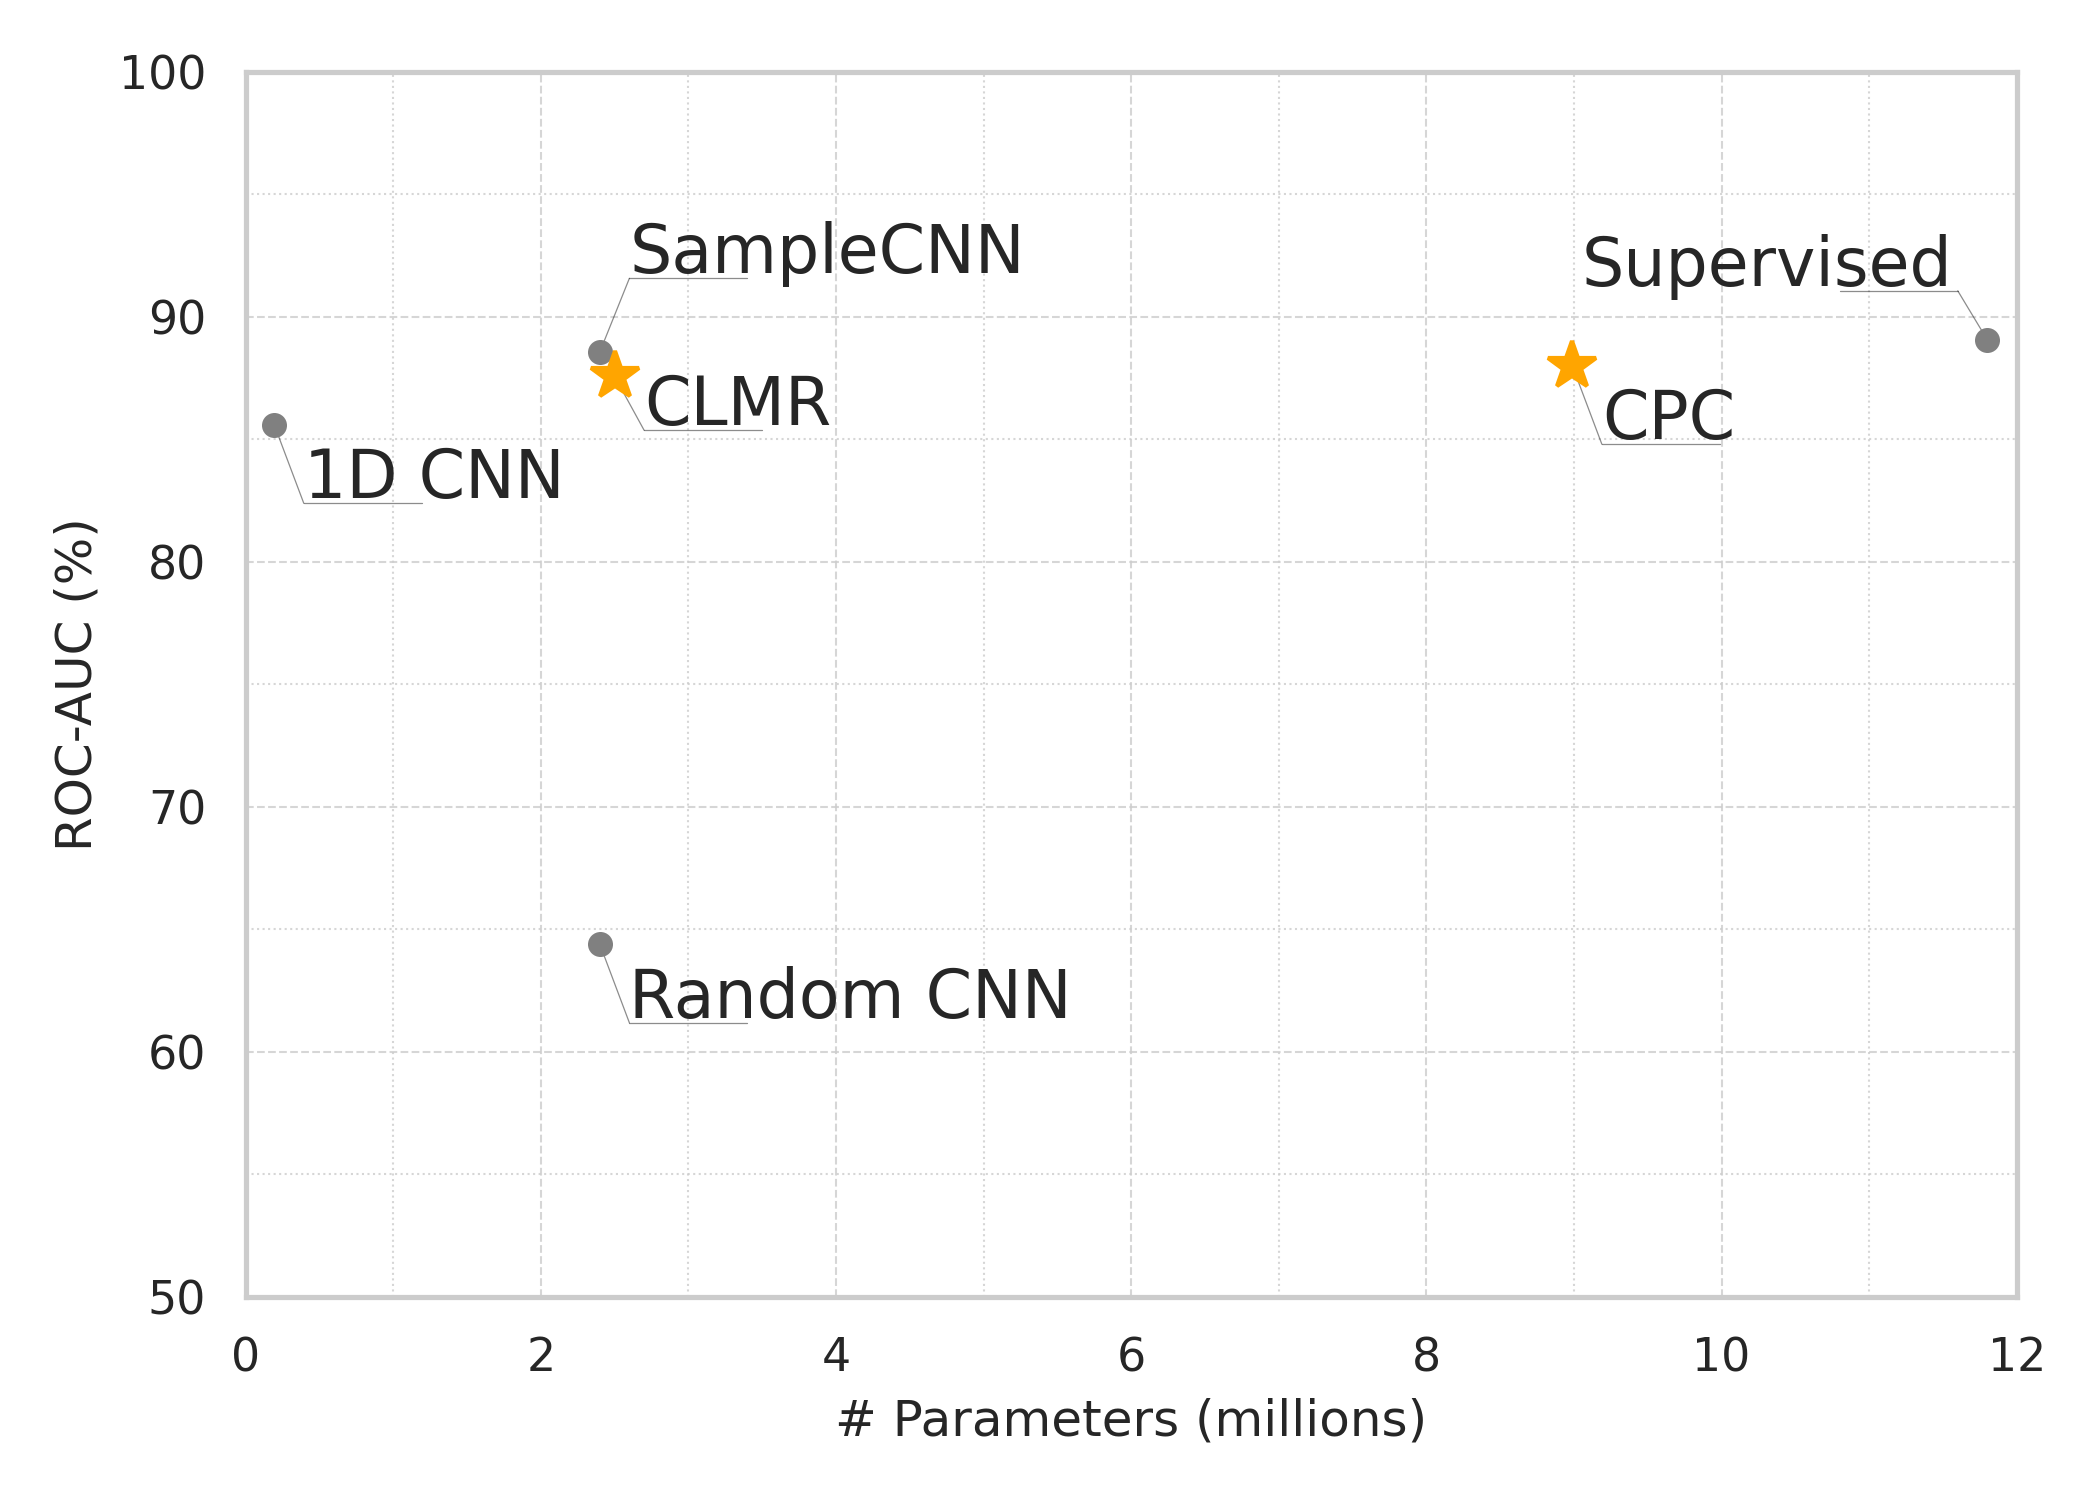 100
90
80
70
60
50
ROC-AUC (%)
SampleCNN
Supervised
CLMR
CPC
1D CNN
Random CNN
0 2 4 6 8 10 12
# Parameters (millions)